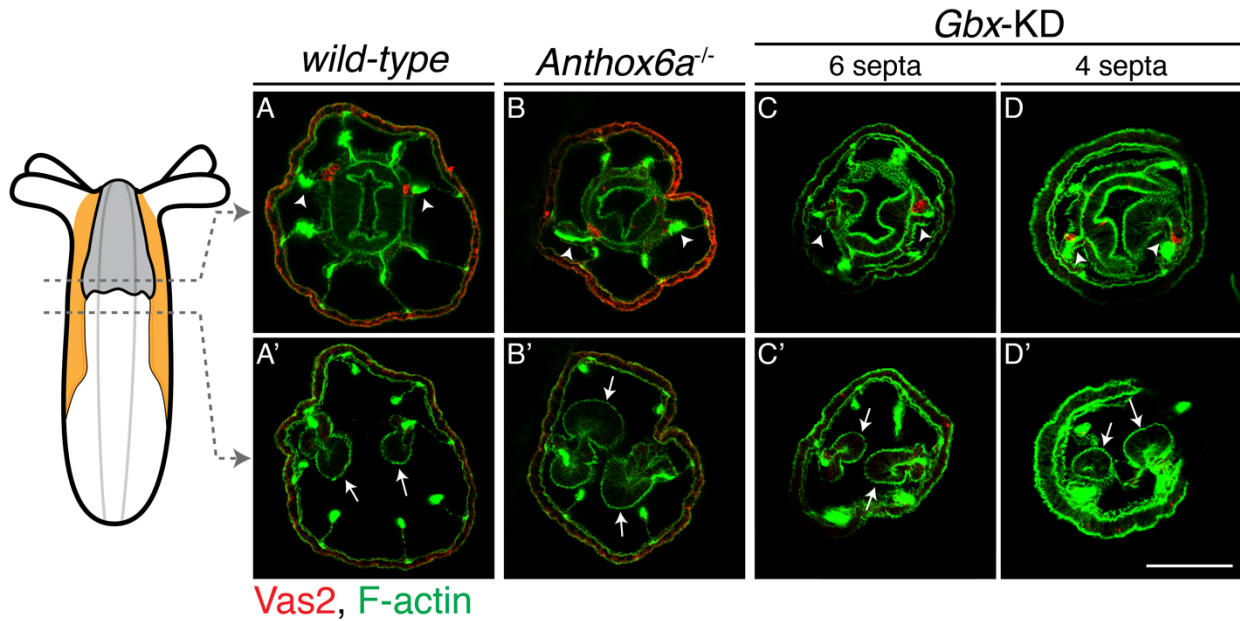 Gbx-KD
wild-type
Anthox6a-/-
6 septa
4 septa
A
B
C
D
A'
B'
C'
D'
Vas2, F-actin